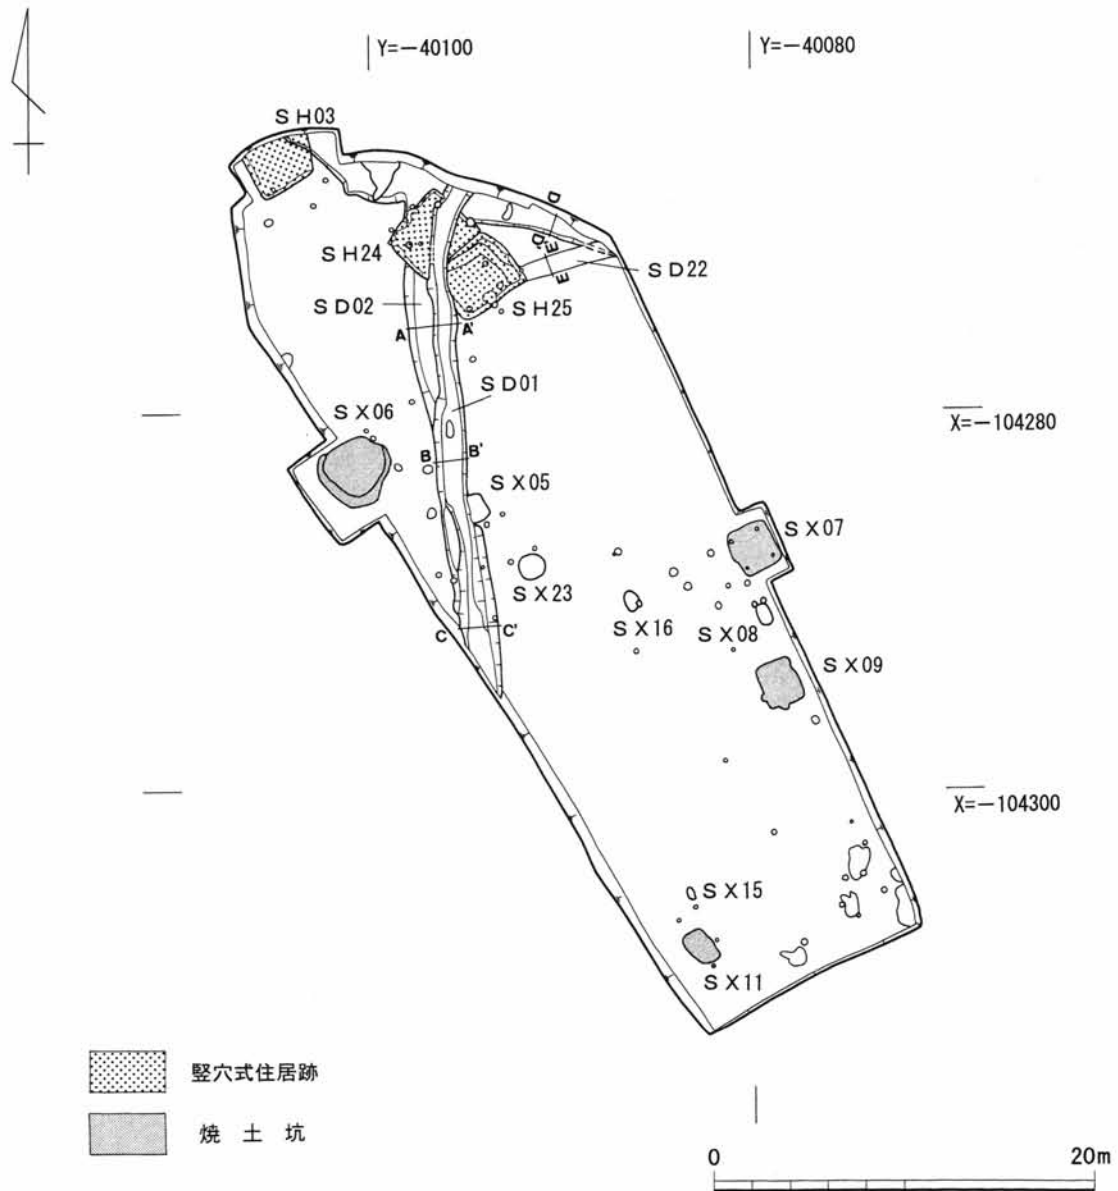 Y=−40100
Y=−40080
SH03
SH24
SD22
SD02
SH25
A
A'
D
D'
E'
E
SD01
SX06
X=−104280
B
B'
SX05
SX07
SX23
SX16
SX08
C
C'
SX09
X=−104300
SX15
SX11
竪穴式住居跡
焼土坑
0
20m